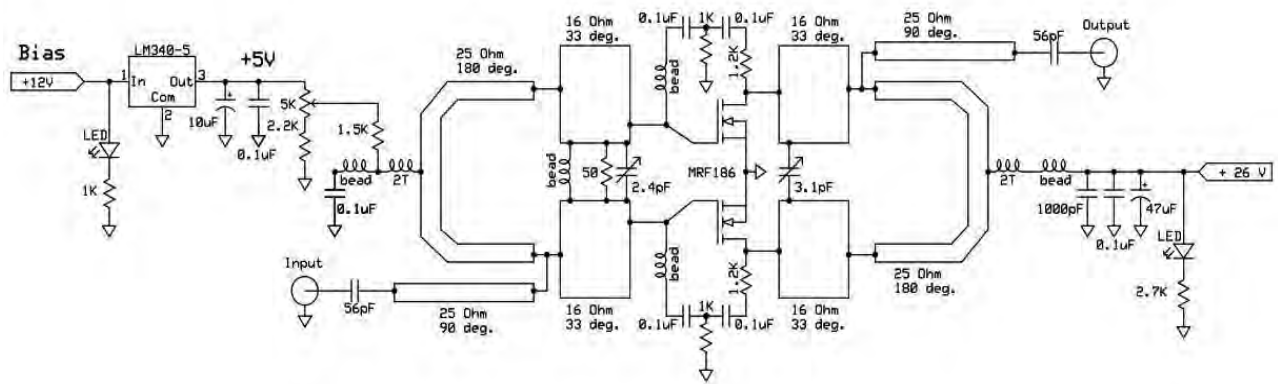 Bias
+12V
LM340-5
1
In
Out
3
Com
2
+5V
LED
1K
10uF
0.1uF
5K
2.2K
1.5K
bead
2T
0.1uF
25 Ohm
180 deg.
Input
56pF
25 Ohm
90 deg.
16 Ohm
33 deg.
bead
50
2.4pF
16 Ohm
33 deg.
0.1uF
1K
0.1uF
bead
1.2K
MRF186
bead
1.2K
0.1uF
1K
0.1uF
16 Ohm
33 deg.
3.1pF
16 Ohm
33 deg.
25 Ohm
90 deg.
56pF
Output
25 Ohm
180 deg.
2T
bead
+ 26 V
1000pF
0.1uF
47uF
LED
2.7K